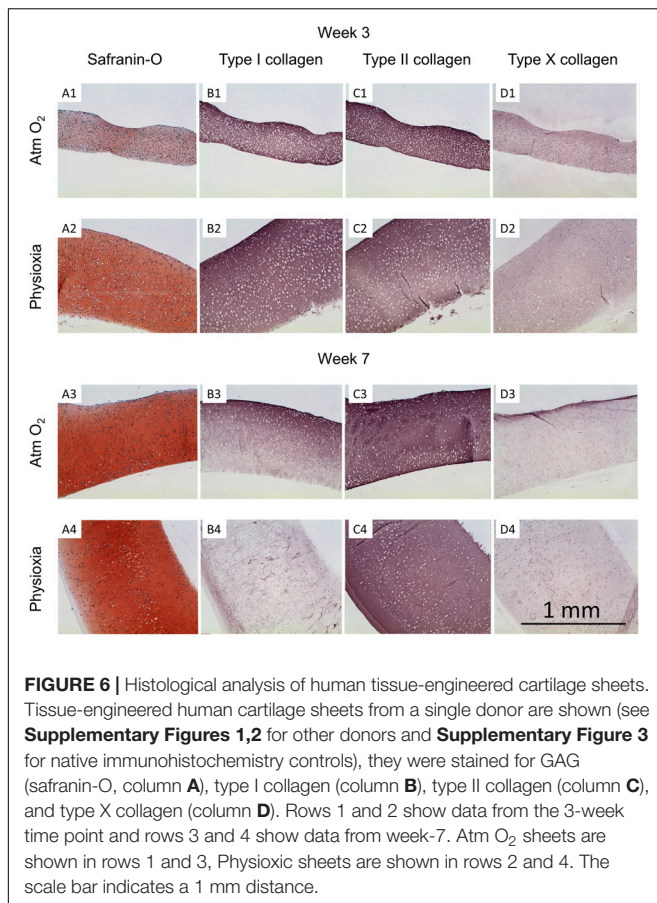 Week 3
Safranin-O Type I collagen Type II collagen Type X collagen
Atm O₂
A1 B1 C1 D1
Physioxia
A2 B2 C2 D2
Week 7
Atm O₂
A3 B3 C3 D3
Physioxia
A4 B4 C4 D4
1 mm
FIGURE 6 | Histological analysis of human tissue-engineered cartilage sheets.
Tissue-engineered human cartilage sheets from a single donor are shown (see
Supplementary Figures 1,2 for other donors and Supplementary Figure 3
for native immunohistochemistry controls), they were stained for GAG
(safranin-O, column A), type I collagen (column B), type II collagen (column C),
and type X collagen (column D). Rows 1 and 2 show data from the 3-week
time point and rows 3 and 4 show data from week-7. Atm O₂ sheets are
shown in rows 1 and 3, Physioxic sheets are shown in rows 2 and 4. The
scale bar indicates a 1 mm distance.